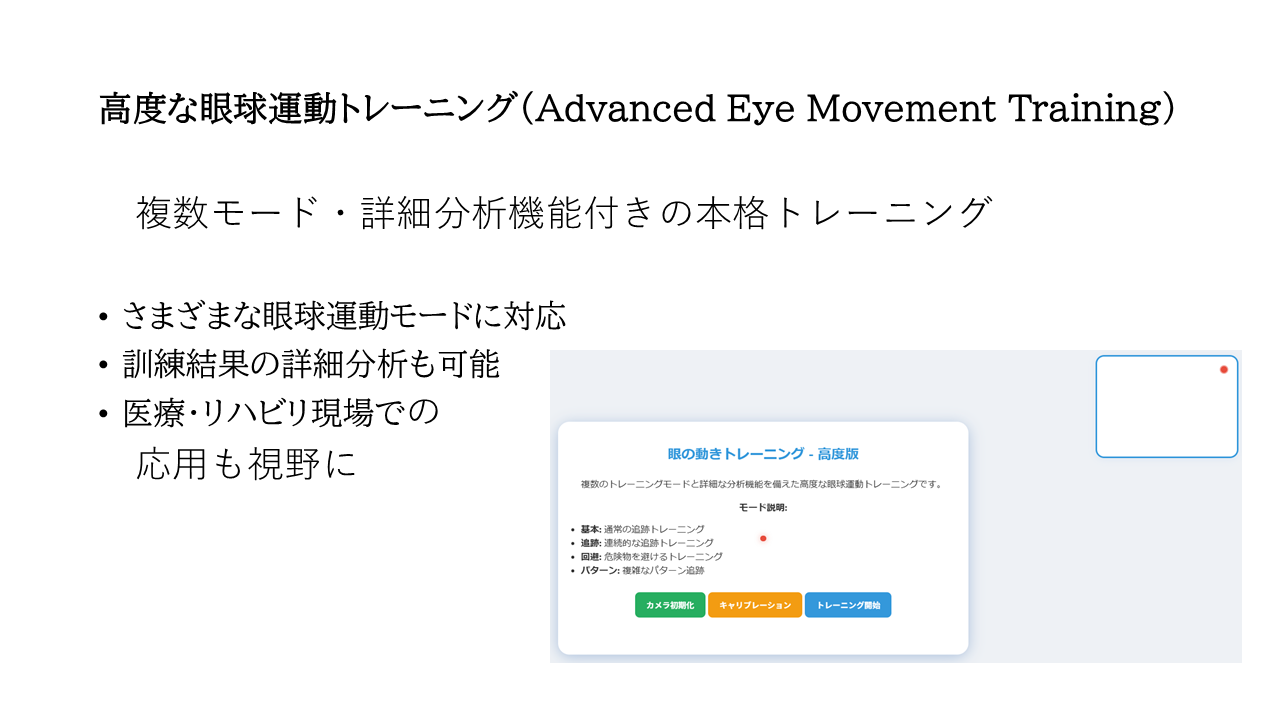 高度な眼球運動トレーニング(Advanced Eye Movement Training)
複数モード・詳細分析機能付きの本格トレーニング
• さまざまな眼球運動モードに対応
• 訓練結果の詳細分析も可能
• 医療・リハビリ現場での
応用も視野に
眼の動きトレーニング - 高度版
複数のトレーニングモードと詳細な分析機能を備えた高度な眼球運動トレーニングです。
モード説明:
• 基本: 通常の追跡トレーニング
• 追跡: 連続的な追跡トレーニング
• 回避: 危険物を避けるトレーニング
• パターン: 複雑なパターン追跡
カメラ初期化 キャリブレーション トレーニング開始